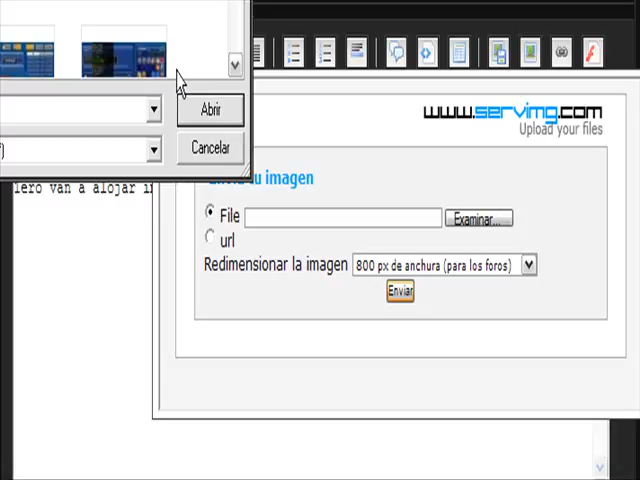 Abrir
www.servimg.com
Upload your files
Cancelar
lero van a alojar
tu imagen
File
Examinar...
url
Redimensionar la imagen
800 px de anchura (para los foros)
Enviar